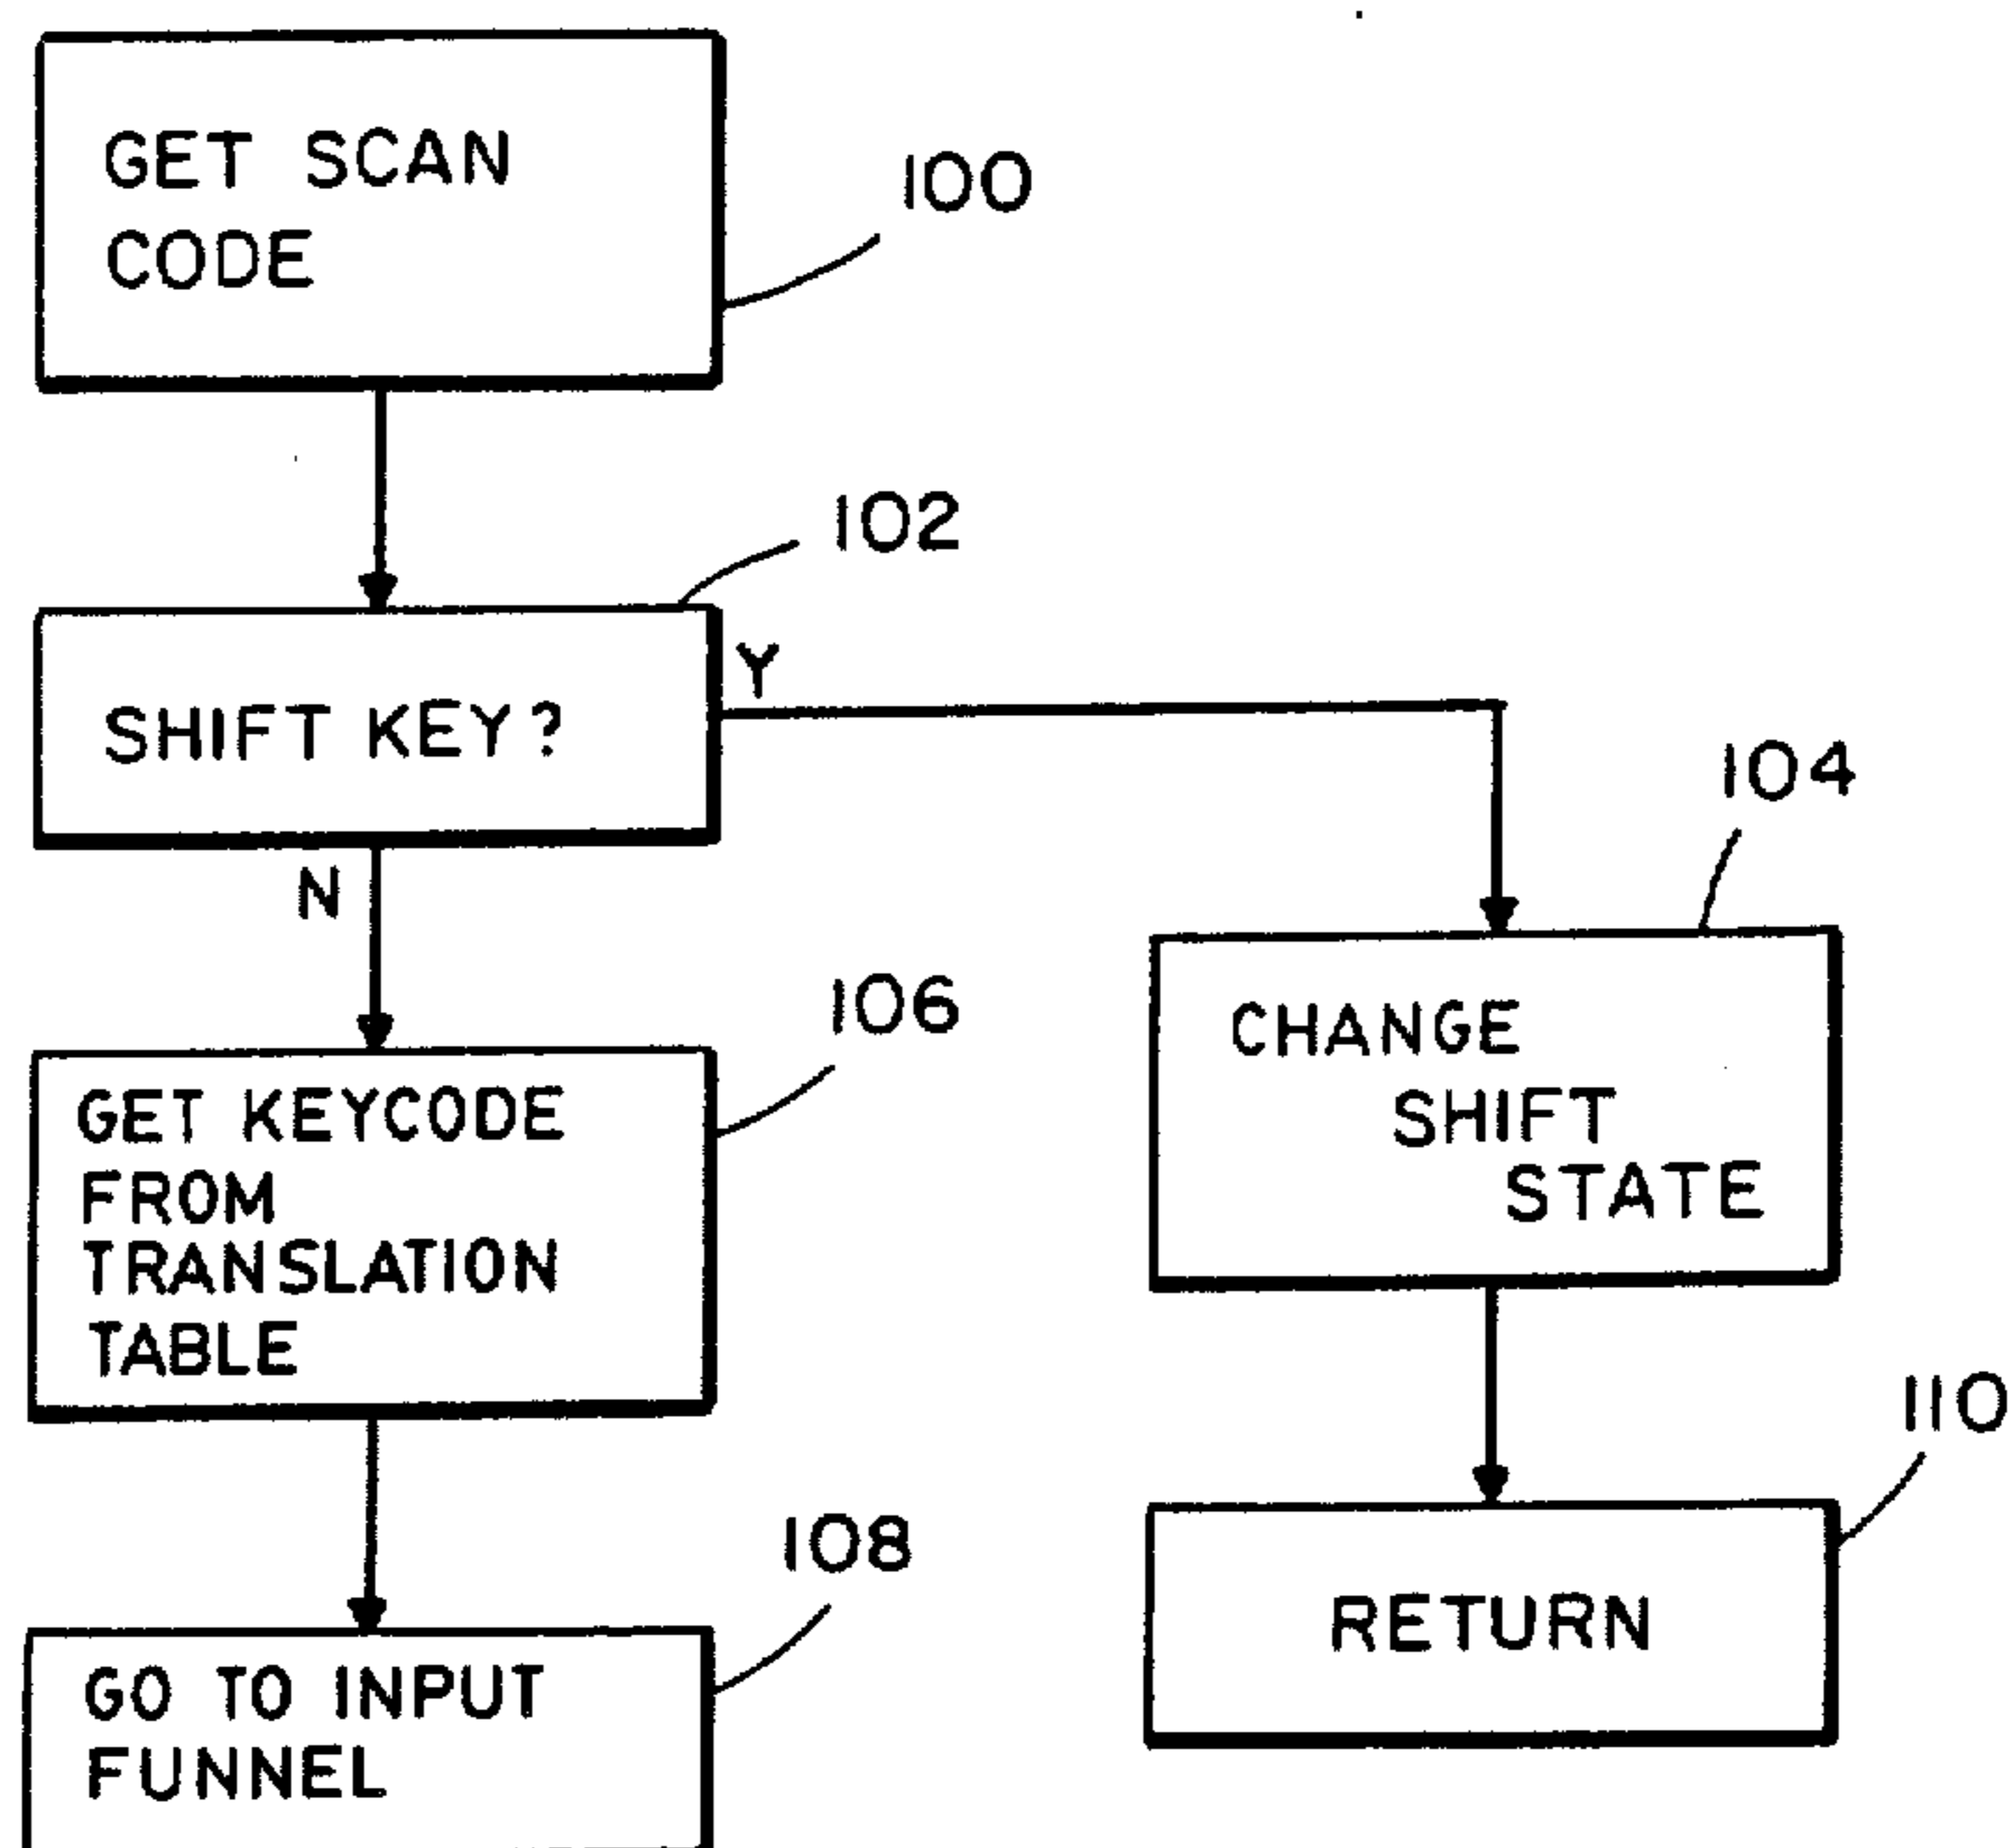 GET SCAN
CODE
100
102
SHIFT KEY?
Y
N
104
CHANGE
SHIFT
STATE
106
GET KEYCODE
FROM
TRANSLATION
TABLE
110
RETURN
108
GO TO INPUT
FUNNEL